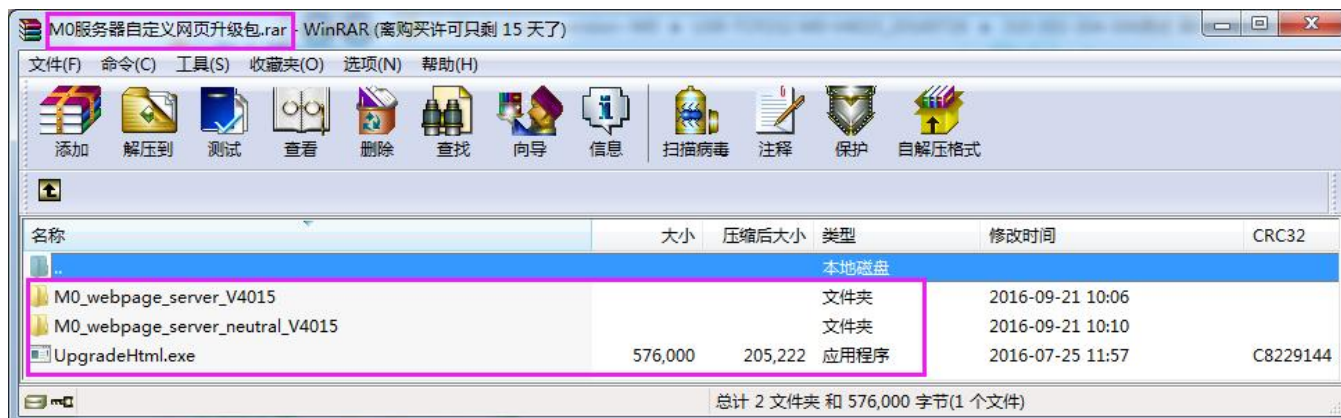 M0服务器自定义网页升级包.rar - WinRAR (离购买许可只剩 15 天了)
文件(F) 命令(C) 工具(S) 收藏夹(O) 选项(N) 帮助(H)
添加 解压到 测试 查看 删除 查找 向导 信息 扫描病毒 注释 保护 自解压格式
名称 大小 压缩后大小 类型 修改时间 CRC32
.. 本地磁盘
M0_webpage_server_V4015 文件夹 2016-09-21 10:06
M0_webpage_server_neutral_V4015 文件夹 2016-09-21 10:10
UpgradeHtml.exe 576,000 205,222 应用程序 2016-07-25 11:57 C8229144
总计 2 文件夹 和 576,000 字节(1 个文件)